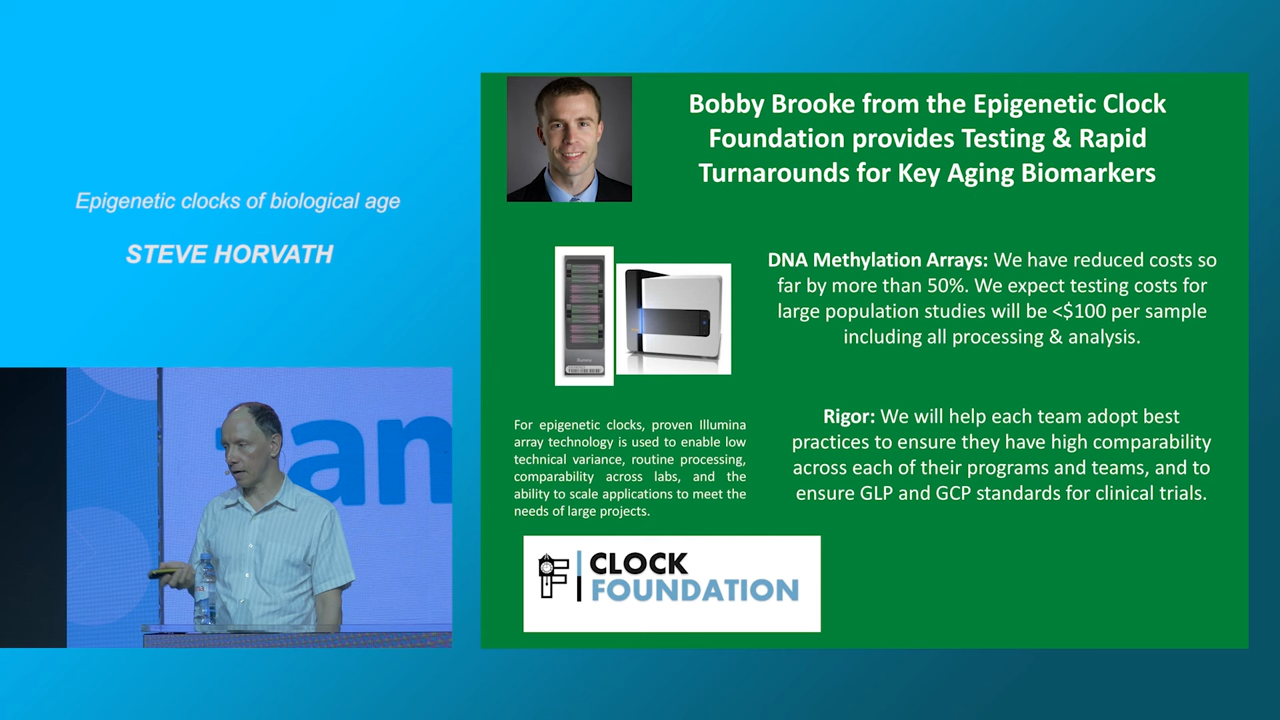 Epigenetic clocks of biological age
STEVE HORVATH
an
Bobby Brooke from the Epigenetic Clock
Foundation provides Testing & Rapid
Turnarounds for Key Aging Biomarkers
DNA Methylation Arrays: We have reduced costs so
far by more than 50%. We expect testing costs for
large population studies will be <$100 per sample
including all processing & analysis.
For epigenetic clocks, proven Illumina
array technology is used to enable low
technical variance, routine processing,
comparability across labs, and the
ability to scale applications to meet the
needs of large projects.
Rigor: We will help each team adopt best
practices to ensure they have high comparability
across each of their programs and teams, and to
ensure GLP and GCP standards for clinical trials.
CLOCK
FOUNDATION